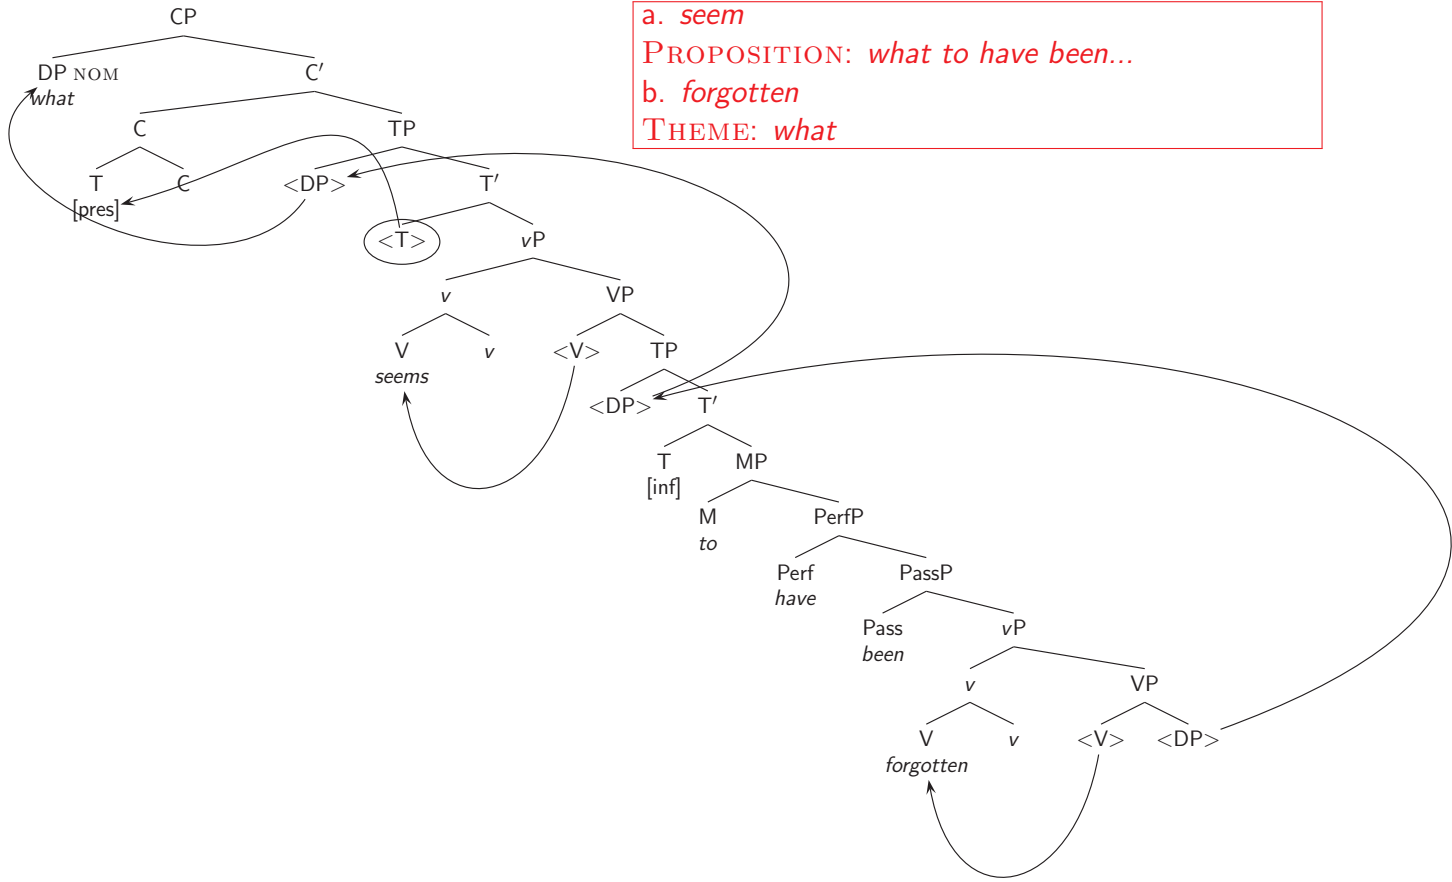 CP
a. seem
PROPOSITION: what to have been...
b. forgotten
THEME: what
DP NOM C′
what
C TP
T C <DP> T′
[pres]
<T> vP
v VP
V v <V> TP
seems
<DP> T′
T MP
[inf]
M PerfP
to
Perf PassP
have
Pass vP
been
v VP
V v <V> <DP>
forgotten